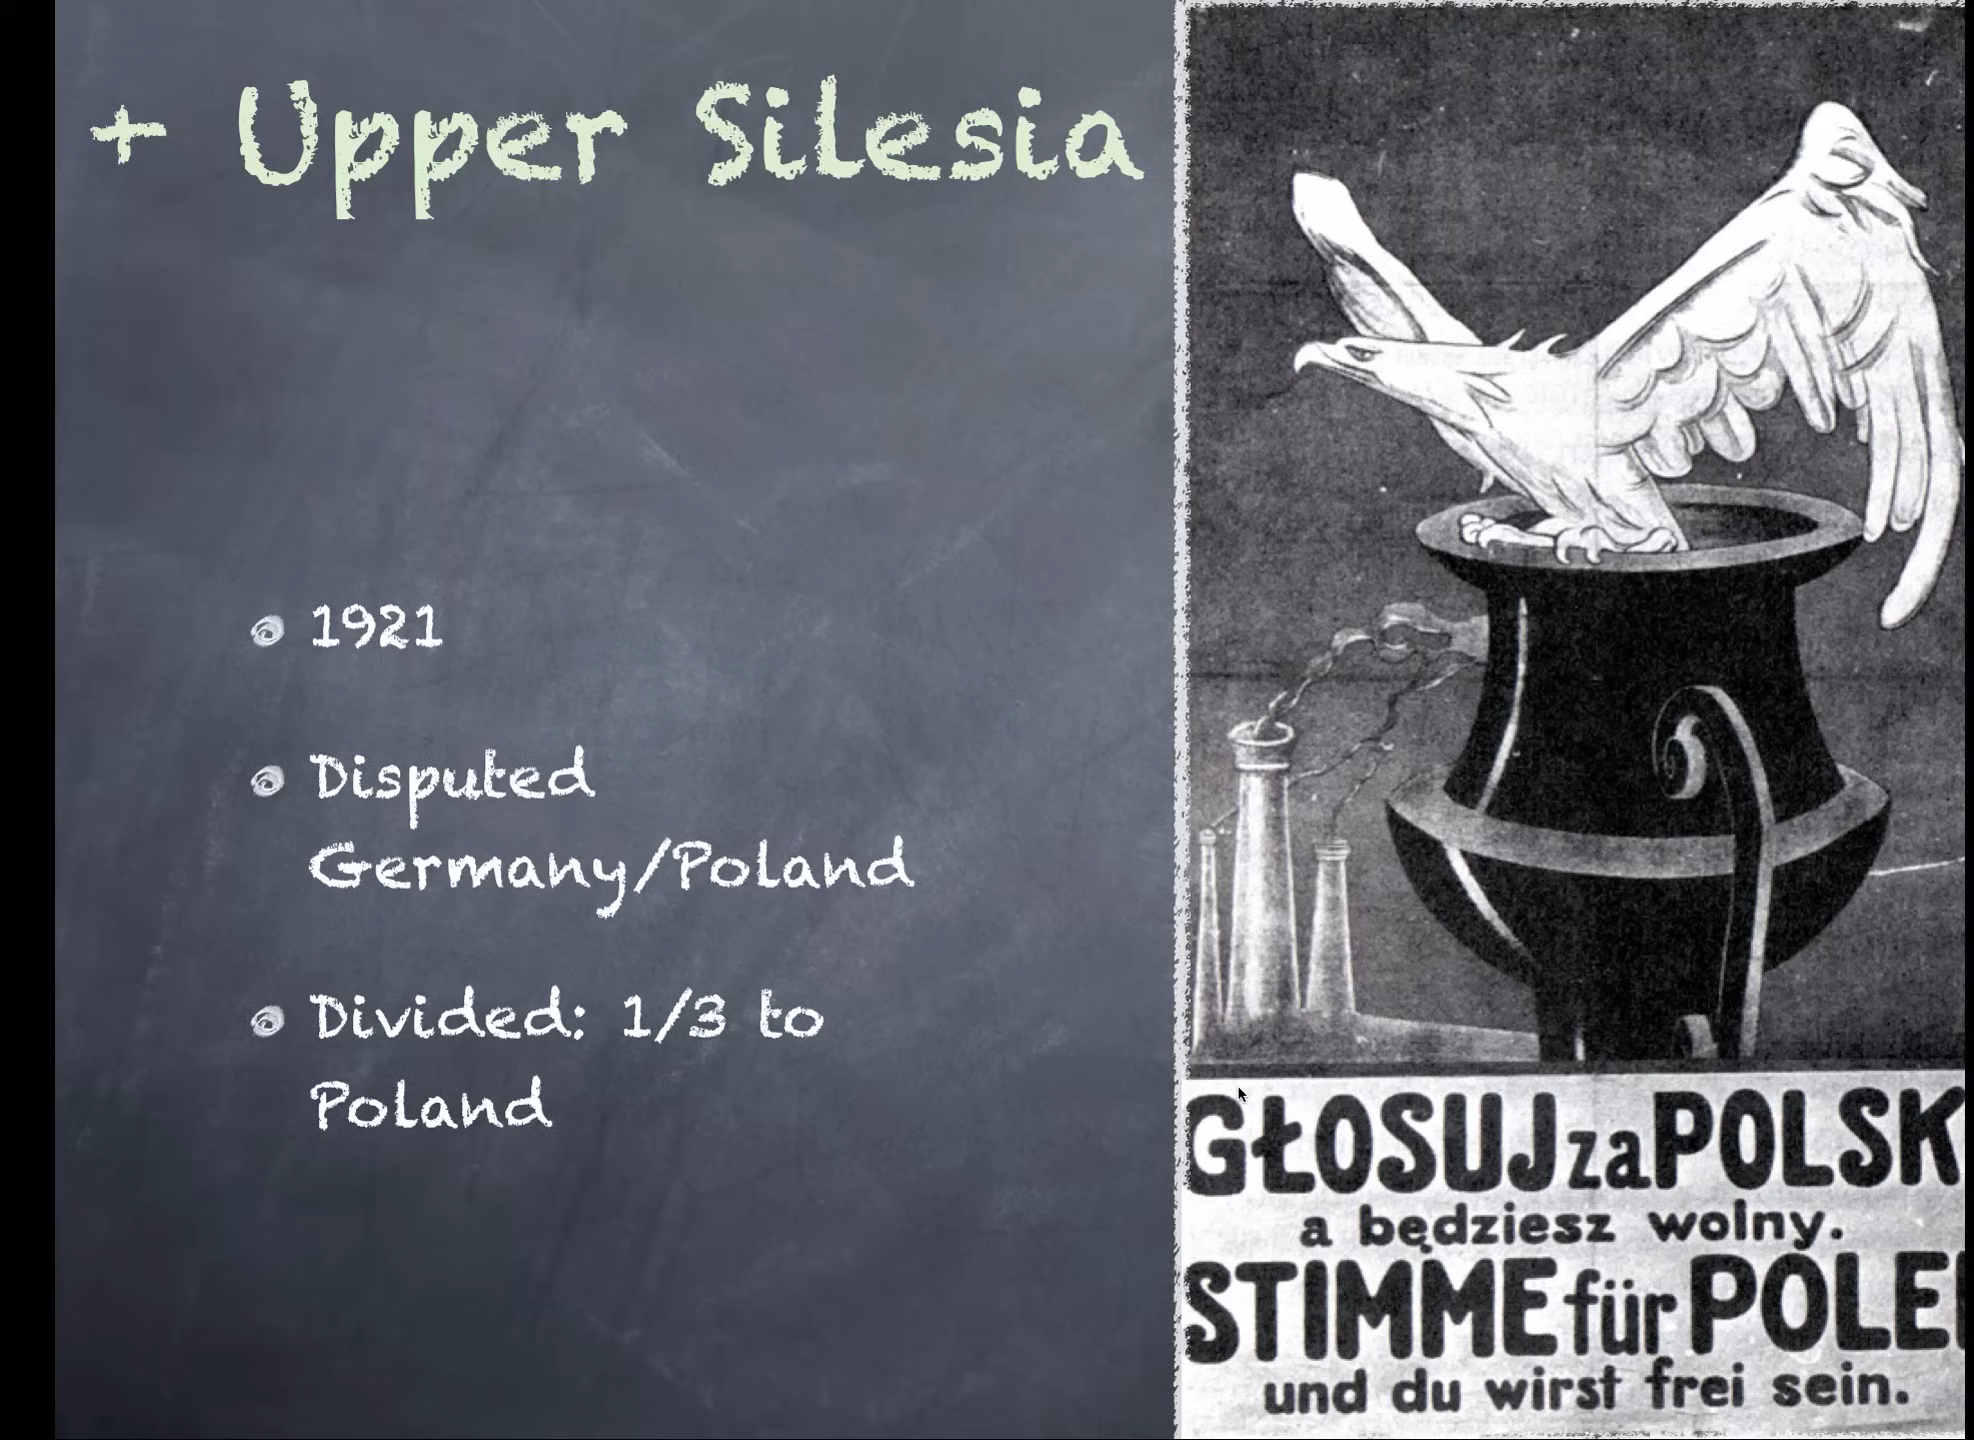 + Upper Silesia
1921
Disputed
Germany/Poland
Divided: 1/3 to
Poland
GŁOSUJ za POLSK
a będziesz wolny.
STIMME für POLE
und du wirst frei sein.